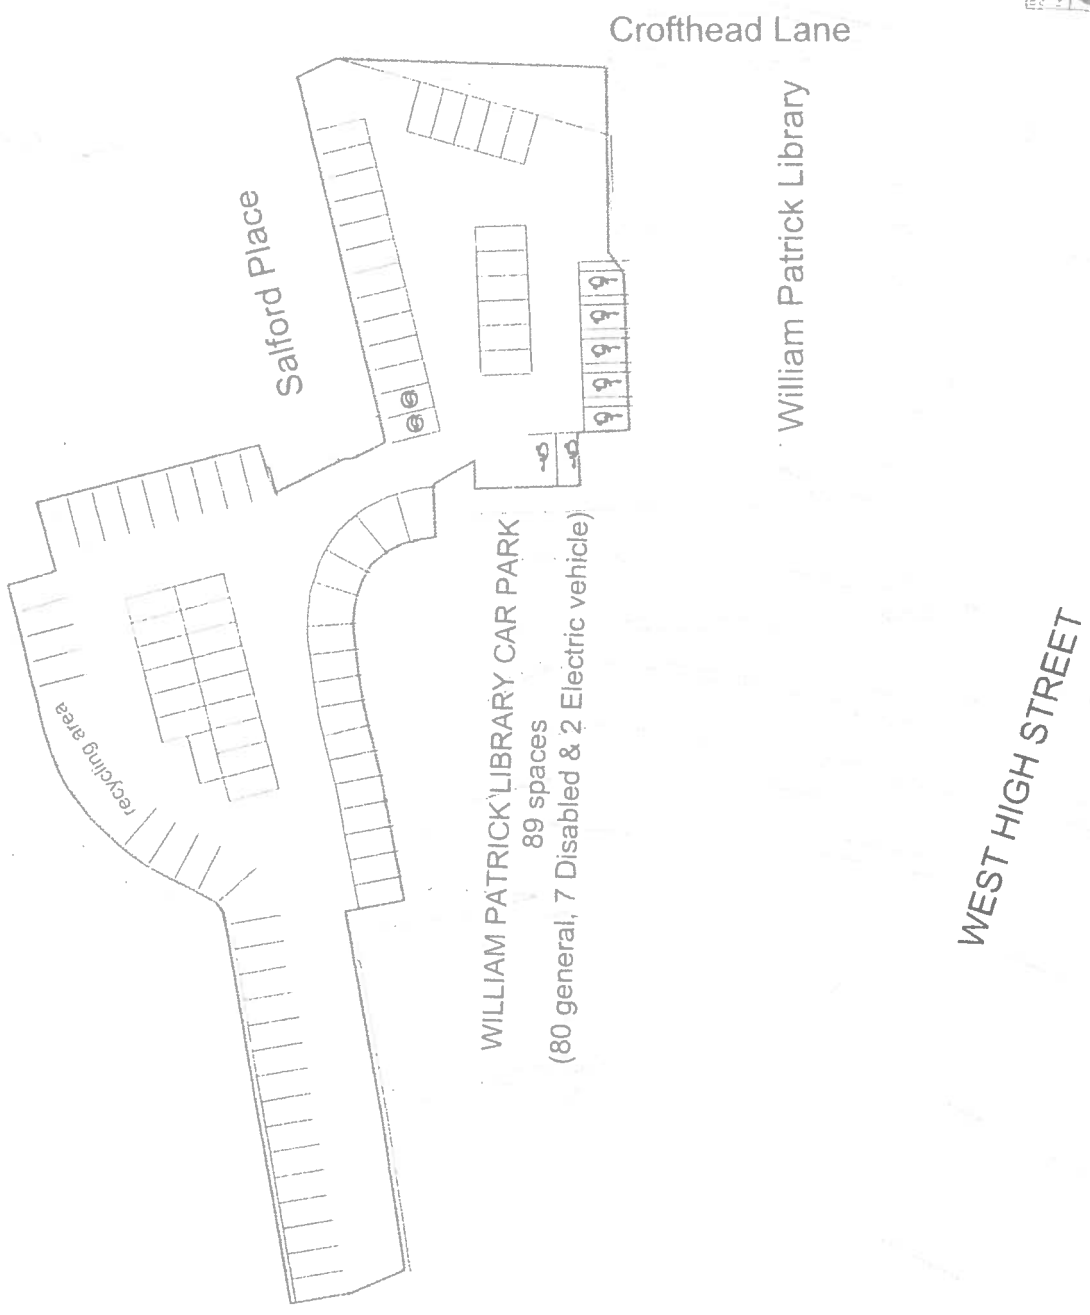 Crofthead Lane
William Patrick Library
Salford Place
WILLIAM PATRICK LIBRARY CAR PARK
89 spaces
(80 general, 7 Disabled & 2 Electric vehicle)
recycling area
WEST HIGH STREET